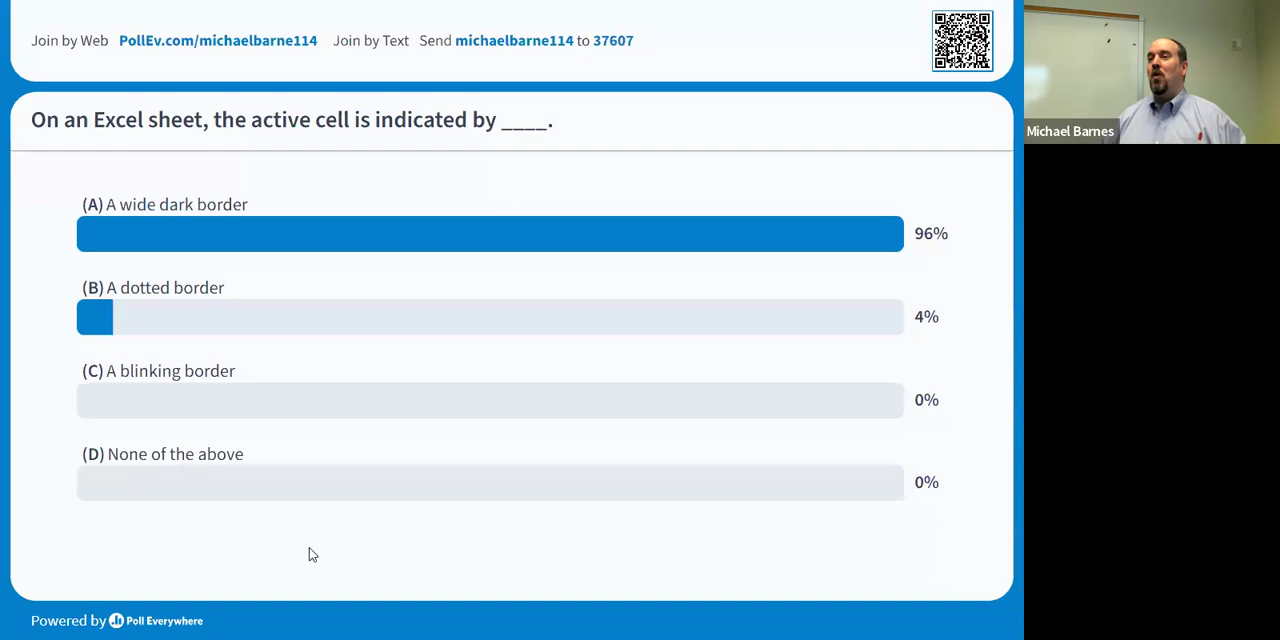 Join by Web PollEv.com/michaelbarne114 Join by Text Send michaelbarne114 to 37607
On an Excel sheet, the active cell is indicated by ____.
(A) A wide dark border
96%
(B) A dotted border
4%
(C) A blinking border
0%
(D) None of the above
0%
Powered by Poll Everywhere
Michael Barnes